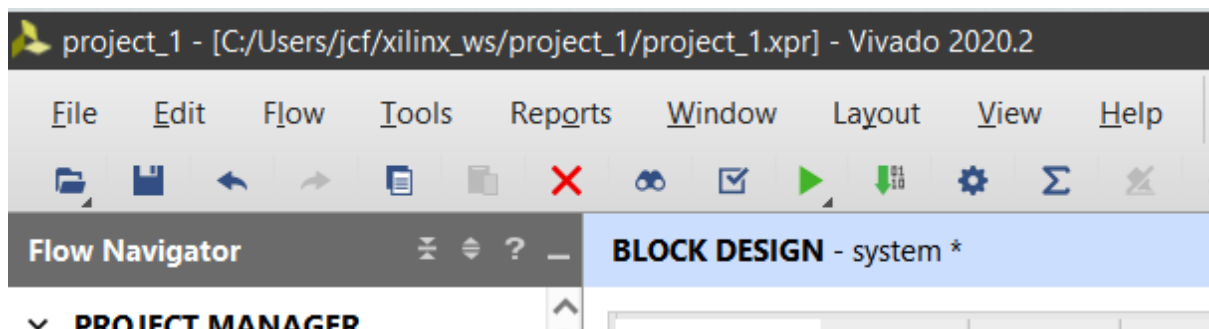 project_1 - [C:/Users/jcf/xilinx_ws/project_1/project_1.xpr] - Vivado 2020.2
File Edit Flow Tools Reports Window Layout View Help
Flow Navigator ? BLOCK DESIGN - system *
PROJECT MANAGER